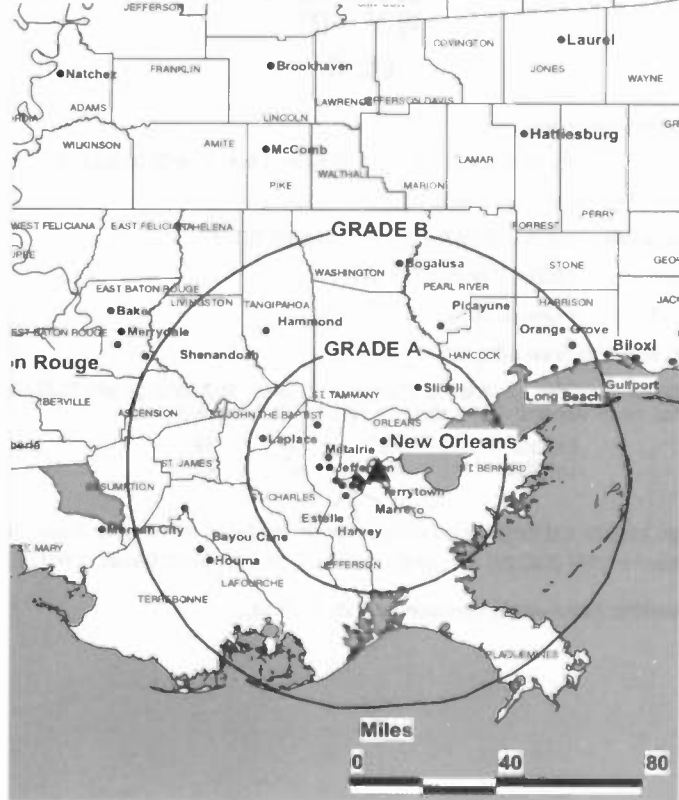 JEFFERSON
COVINGTON
Laurel
Natchez
FRANKLIN
Brookhaven
JONES
WAYNE
ADAMS
LAWRENCE
JEFFERSON DAVIS
LINCOLN
WILKINSON
AMITE
McComb
Hattiesburg
LAMAR
PIKE
WALTHALL
MARION
PERRY
WEST FELICIANA
EAST FELICIANA
HELENA
GRADE B
FORREST
WASHINGTON
Bogalusa
STONE
PEARL RIVER
EAST BATON ROUGE
LIVINGSTON
TANGIPAHOA
Picayune
HARRISON
Baker
Hammond
EAST BATON ROUGE
Merrydale
Orange Grove
Biloxi
n Rouge
Shenandoah
GRADE A
HANCOCK
Slidell
Gulfport
IBERVILLE
ST. TAMMANY
Long Beach
ASCENSION
ST JOHN THE BAPTIST
ORLEANS
Laplace
New Orleans
Metairie
ST. JAMES
Jefferson
BERNARD
ST CHARLES
Terrytown
Estelle
Marrero
Morgan City
Bayou Cane
Harvey
ST. MARY
Houma
JEFFERSON
LAFOURCHE
TERREBONNE
PLAQUEMINES
Miles
0 40 80